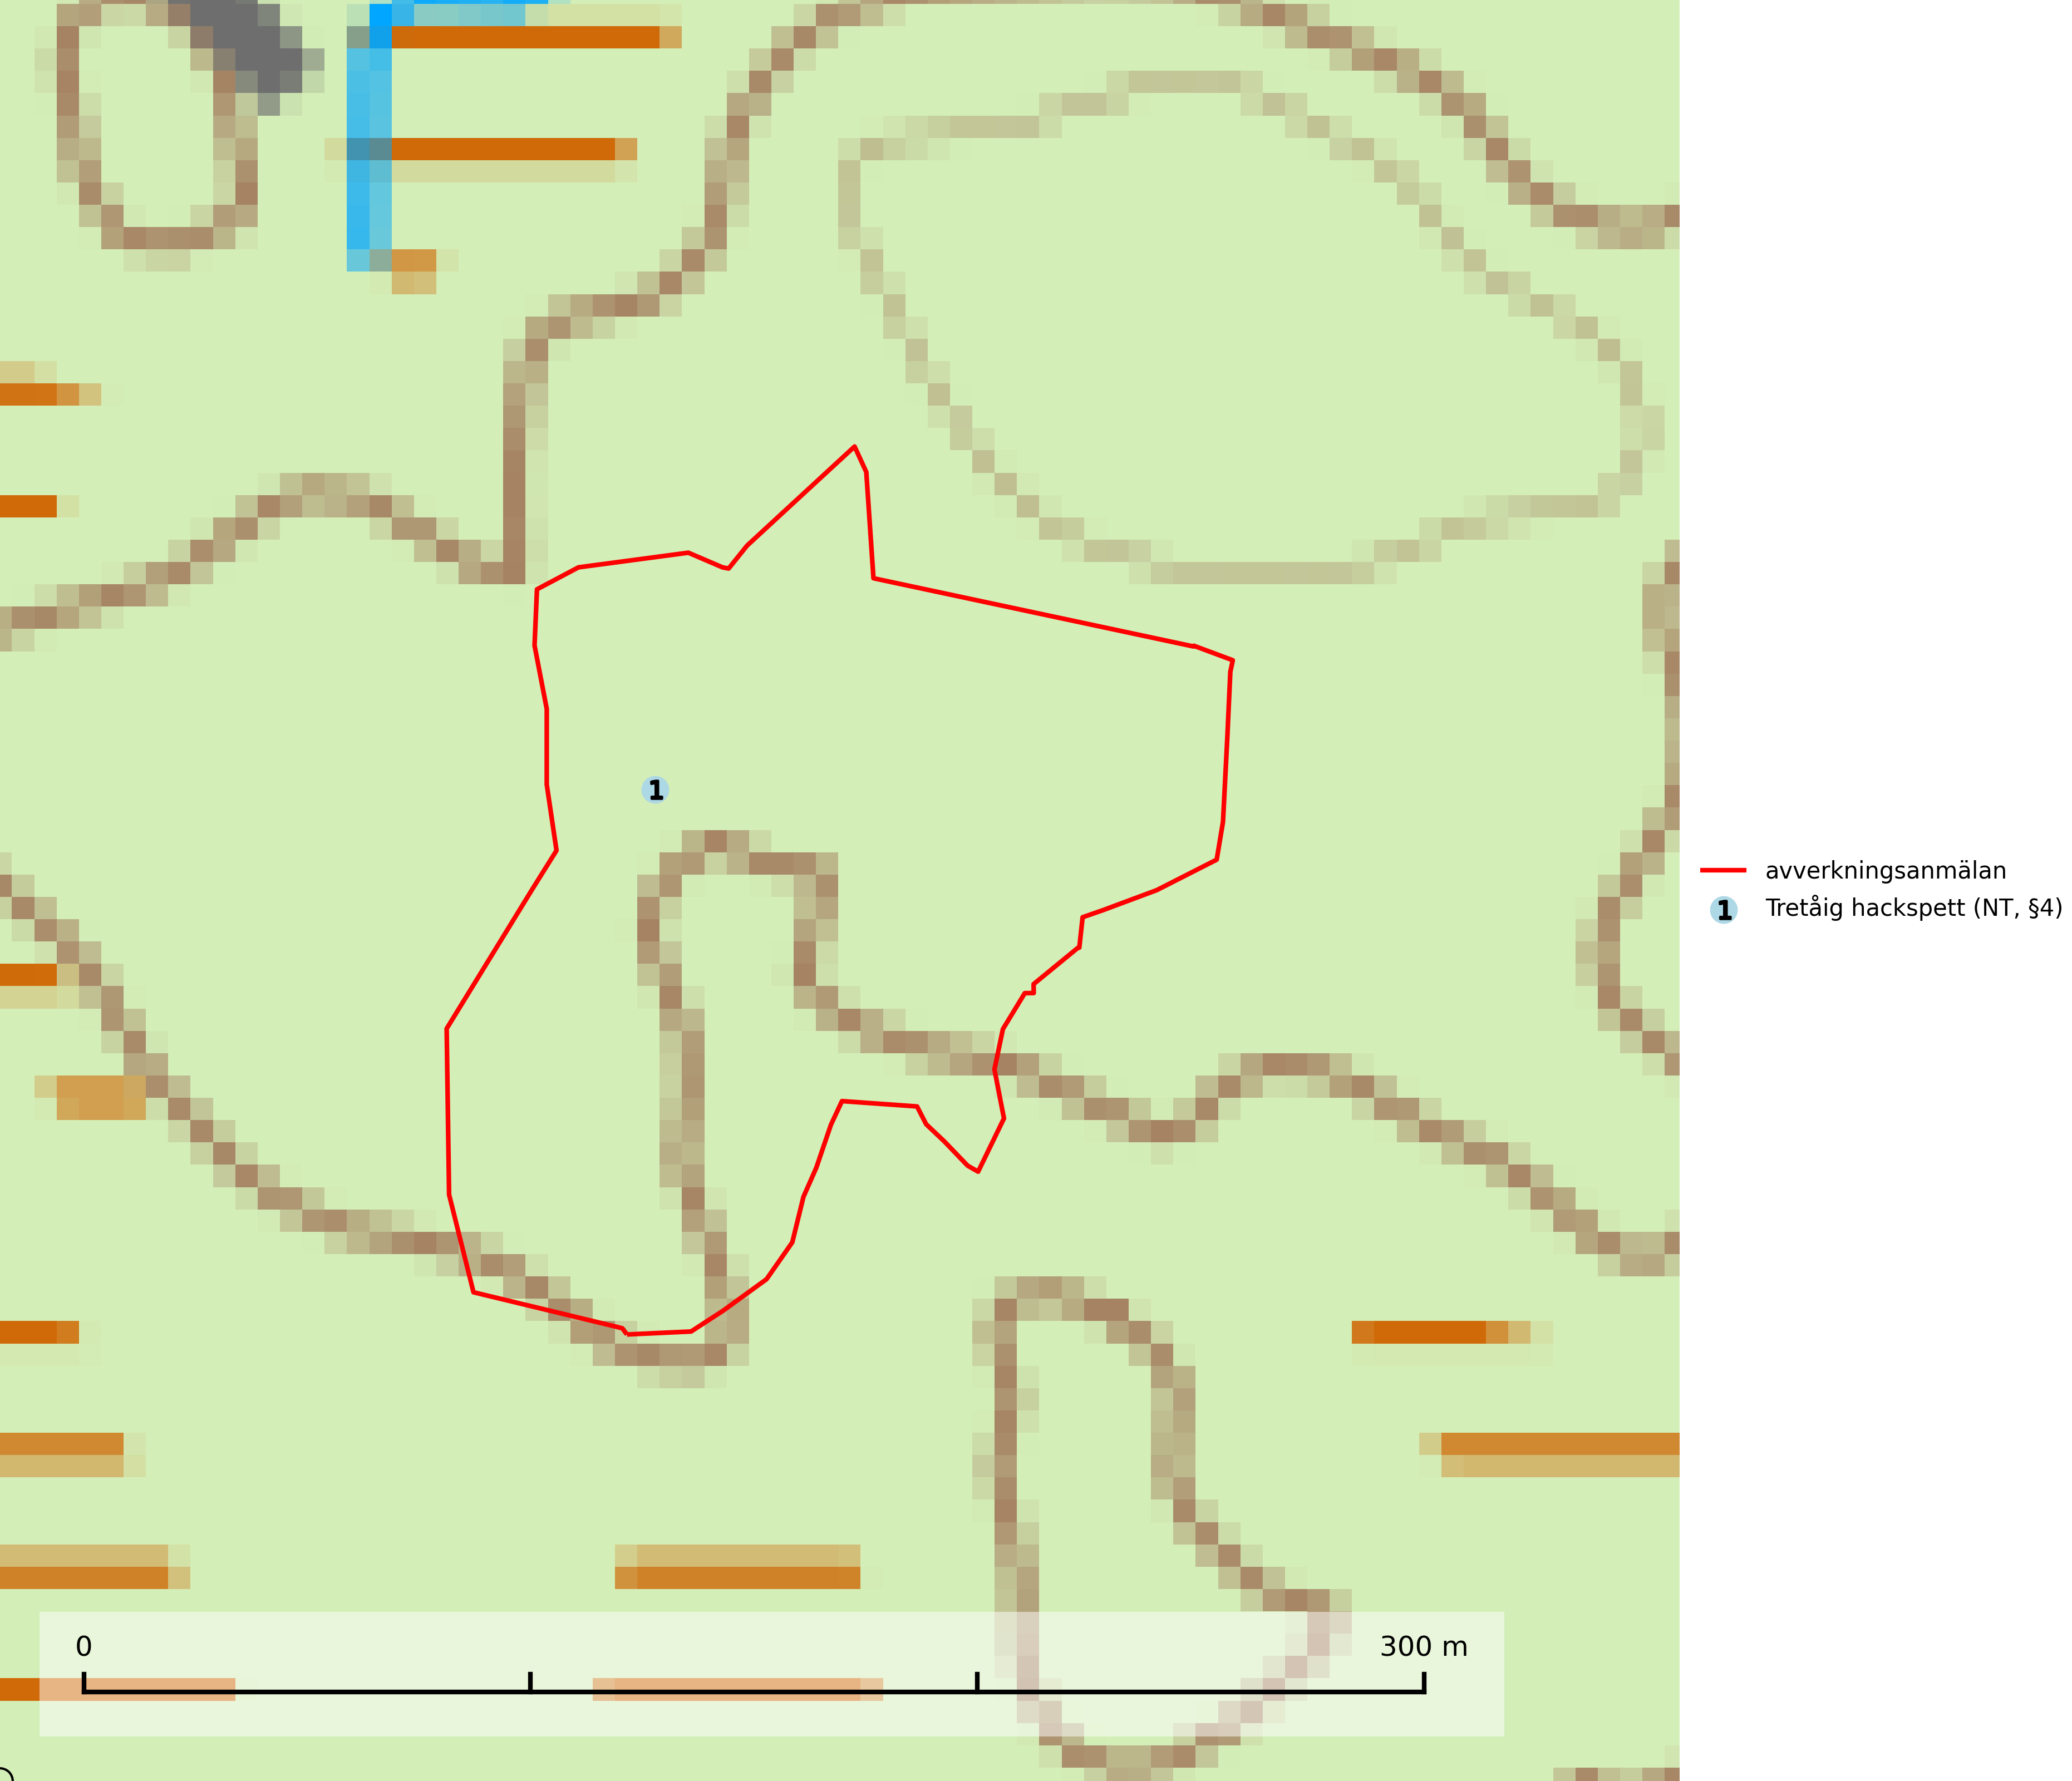 1
avverkningsanmälan
1 Tretåig hackspett (NT, §4)
0 300 m